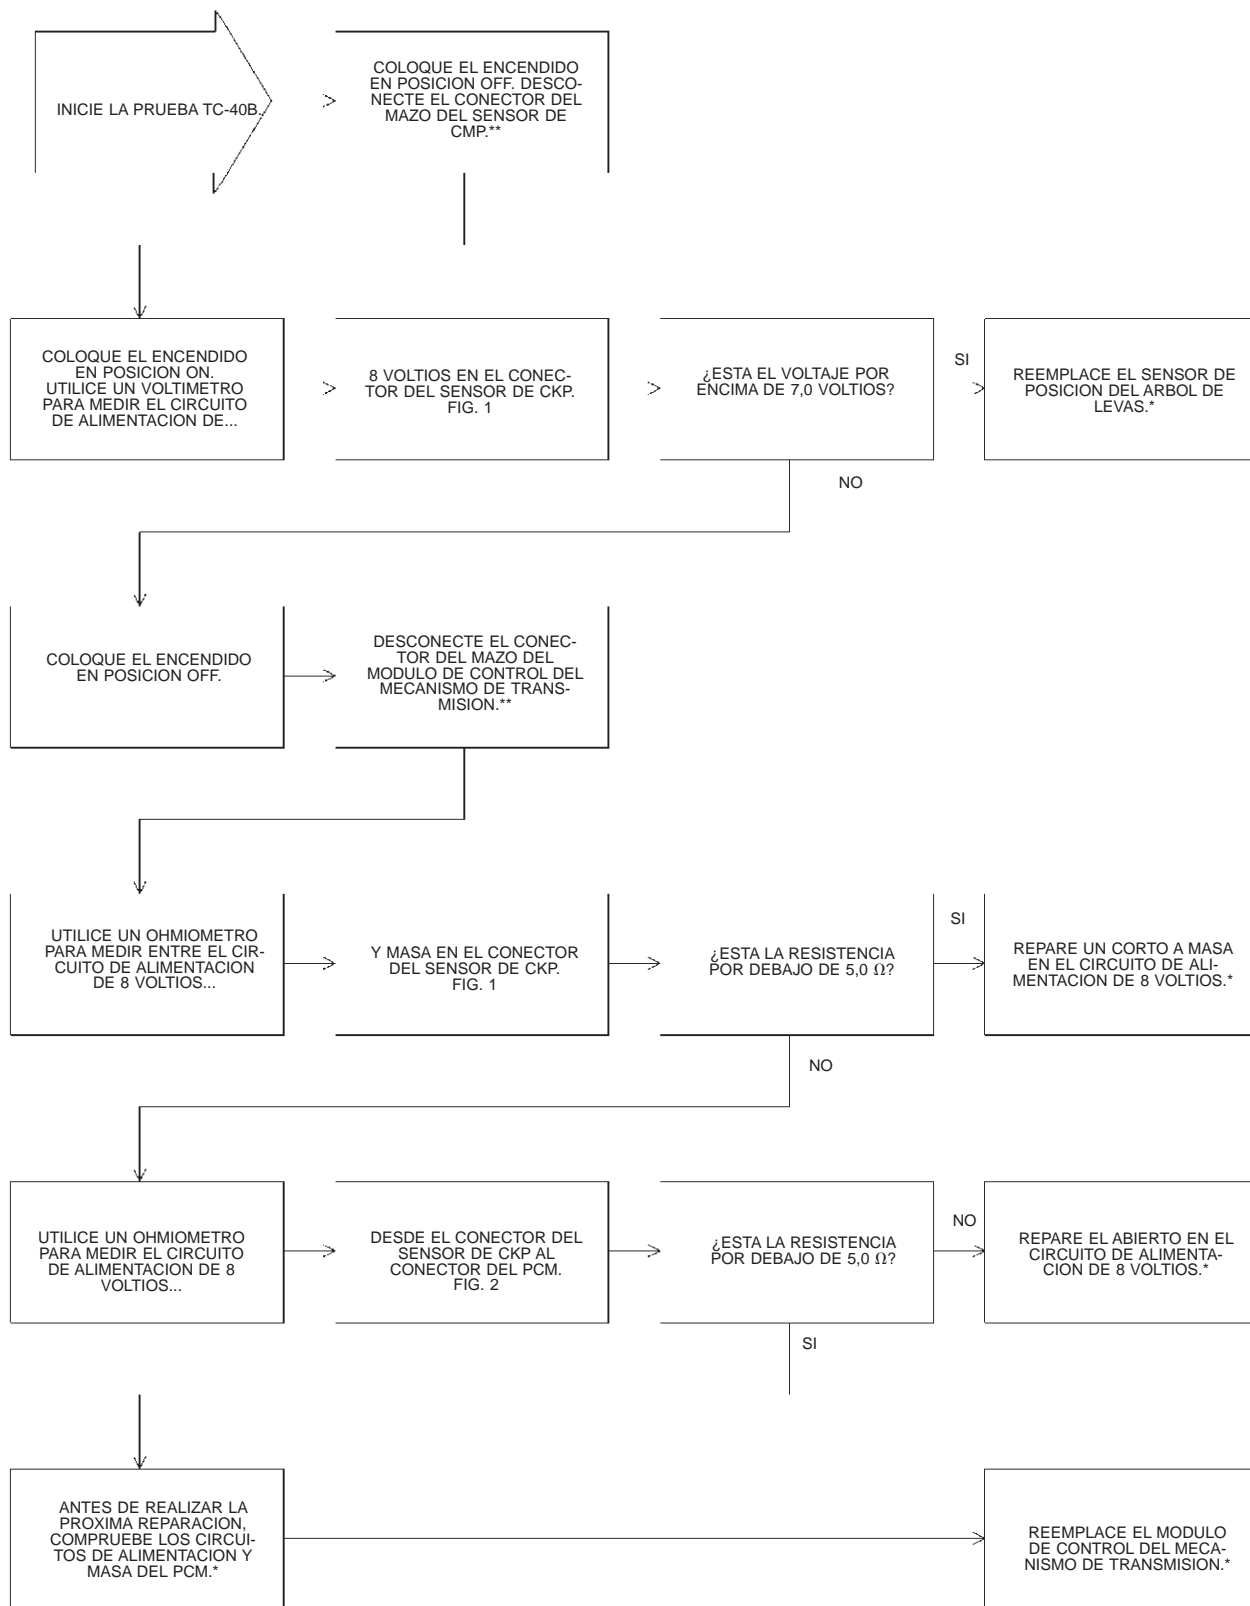 INICIE LA PRUEBA TC-40B.
COLOQUE EL ENCENDIDO
EN POSICION OFF. DESCO-
NECTE EL CONECTOR DEL
MAZO DEL SENSOR DE
CMP.**
COLOQUE EL ENCENDIDO
EN POSICION ON.
UTILICE UN VOLTIMETRO
PARA MEDIR EL CIRCUITO
DE ALIMENTACION DE...
8 VOLTIOS EN EL CONEC-
TOR DEL SENSOR DE CKP.
FIG. 1
¿ESTA EL VOLTAJE POR
ENCIMA DE 7,0 VOLTIOS?
SI
REEMPLACE EL SENSOR DE
POSICION DEL ARBOL DE
LEVAS.*
NO
COLOQUE EL ENCENDIDO
EN POSICION OFF.
DESCONECTE EL CONEC-
TOR DEL MAZO DEL
MODULO DE CONTROL DEL
MECANISMO DE TRANS-
MISION.**
UTILICE UN OHMIOMETRO
PARA MEDIR ENTRE EL CIR-
CUITO DE ALIMENTACION
DE 8 VOLTIOS...
Y MASA EN EL CONECTOR
DEL SENSOR DE CKP.
FIG. 1
¿ESTA LA RESISTENCIA
POR DEBAJO DE 5,0 Ω?
SI
REPARE UN CORTO A MASA
EN EL CIRCUITO DE ALI-
MENTACION DE 8 VOLTIOS.*
NO
UTILICE UN OHMIOMETRO
PARA MEDIR EL CIRCUITO
DE ALIMENTACION DE 8
VOLTIOS...
DESDE EL CONECTOR DEL
SENSOR DE CKP AL
CONECTOR DEL PCM.
FIG. 2
¿ESTA LA RESISTENCIA
POR DEBAJO DE 5,0 Ω?
NO
REPARE EL ABIERTO EN EL
CIRCUITO DE ALIMENTA-
CION DE 8 VOLTIOS.*
SI
ANTES DE REALIZAR LA
PROXIMA REPARACION,
COMPRUEBE LOS CIRCUI-
TOS DE ALIMENTACION Y
MASA DEL PCM.*
REEMPLACE EL MODULO
DE CONTROL DEL MECA-
NISMO DE TRANSMISION.*